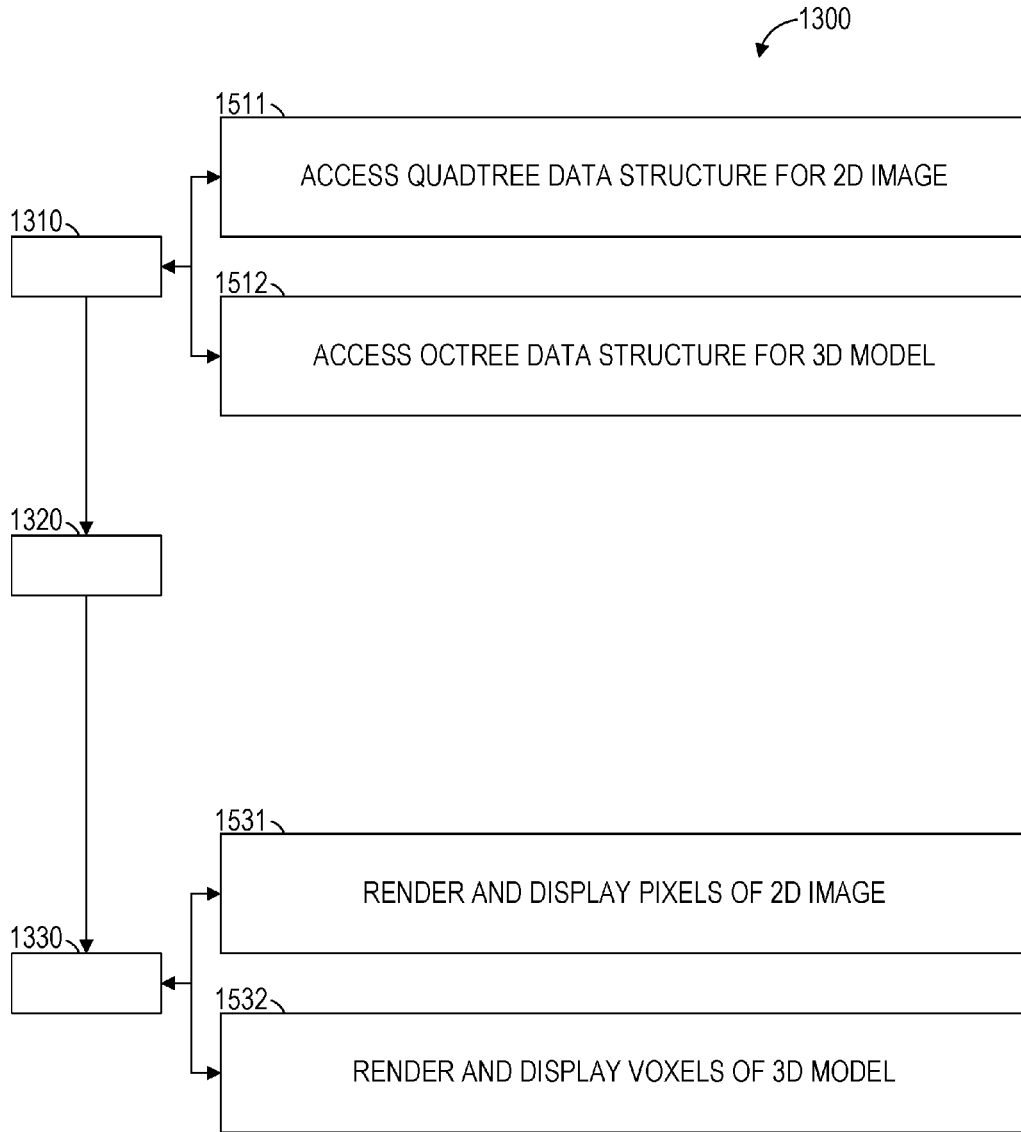 1300
1511
ACCESS QUADTREE DATA STRUCTURE FOR 2D IMAGE
1310
1512
ACCESS OCTREE DATA STRUCTURE FOR 3D MODEL
1320
1531
RENDER AND DISPLAY PIXELS OF 2D IMAGE
1330
1532
RENDER AND DISPLAY VOXELS OF 3D MODEL